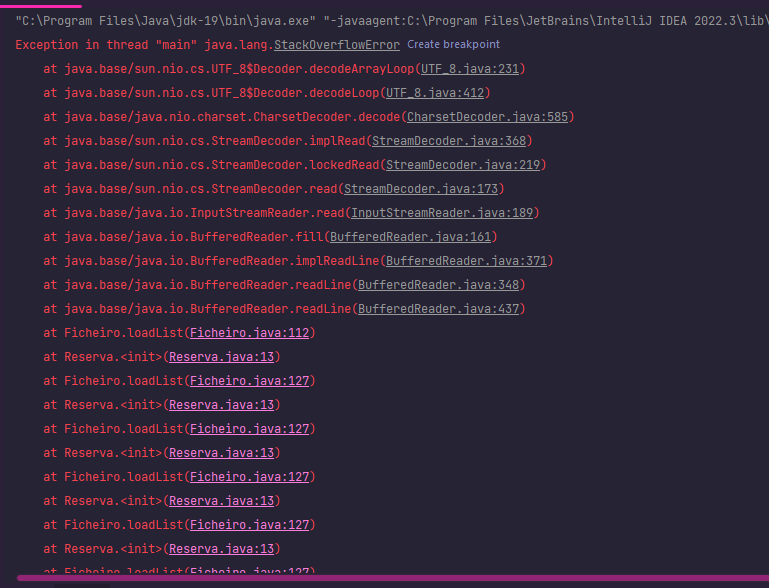 "C:\Program Files\Java\jdk-19\bin\java.exe" "-javaagent:C:\Program Files\JetBrains\IntelliJ IDEA 2022.3\lib\
Exception in thread "main" java.lang.StackOverflowError Create breakpoint
at java.base/sun.nio.cs.UTF_8$Decoder.decodeArrayLoop(UTF_8.java:231)
at java.base/sun.nio.cs.UTF_8$Decoder.decodeLoop(UTF_8.java:412)
at java.base/java.nio.charset.CharsetDecoder.decode(CharsetDecoder.java:585)
at java.base/sun.nio.cs.StreamDecoder.implRead(StreamDecoder.java:368)
at java.base/sun.nio.cs.StreamDecoder.lockedRead(StreamDecoder.java:219)
at java.base/sun.nio.cs.StreamDecoder.read(StreamDecoder.java:173)
at java.base/java.io.InputStreamReader.read(InputStreamReader.java:189)
at java.base/java.io.BufferedReader.fill(BufferedReader.java:161)
at java.base/java.io.BufferedReader.implReadLine(BufferedReader.java:371)
at java.base/java.io.BufferedReader.readLine(BufferedReader.java:348)
at java.base/java.io.BufferedReader.readLine(BufferedReader.java:437)
at Ficheiro.loadList(Ficheiro.java:112)
at Reserva.<init>(Reserva.java:13)
at Ficheiro.loadList(Ficheiro.java:127)
at Reserva.<init>(Reserva.java:13)
at Ficheiro.loadList(Ficheiro.java:127)
at Reserva.<init>(Reserva.java:13)
at Ficheiro.loadList(Ficheiro.java:127)
at Reserva.<init>(Reserva.java:13)
at Ficheiro.loadList(Ficheiro.java:127)
at Reserva.<init>(Reserva.java:13)
at Ficheiro.loadList(Ficheiro.java:127)